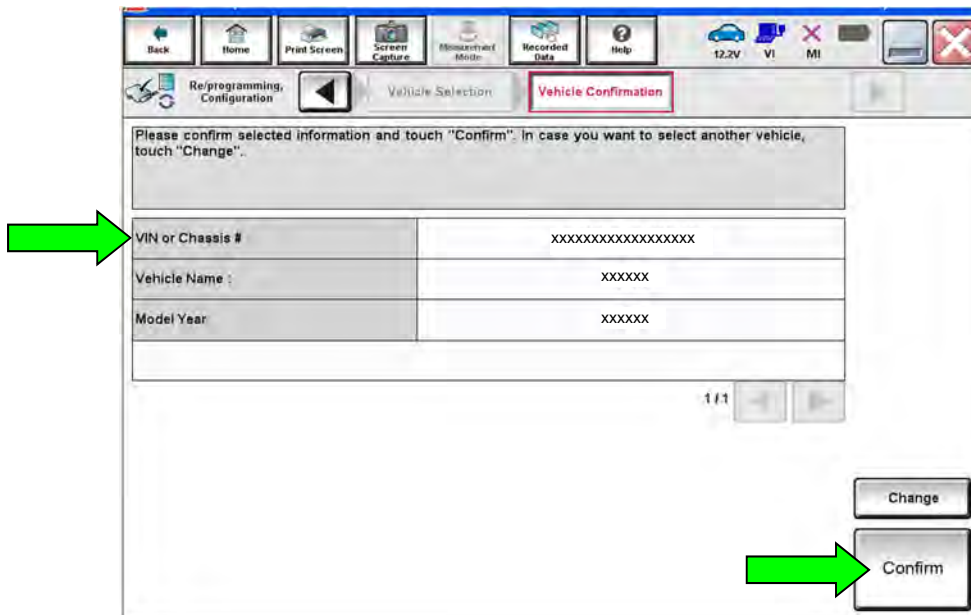 Back
Home
Print Screen
Screen
Capture
Measurement
Mode
Recorded
Data
Help
12.2V
VI
MI
Re/programming,
Configuration
Vehicle Selection
Vehicle Confirmation
Please confirm selected information and touch "Confirm". In case you want to select another vehicle,
touch "Change".
VIN or Chassis #
xxxxxxxxxxxxxxxxxx
Vehicle Name :
xxxxxx
Model Year
xxxxxx
1/1
Change
Confirm